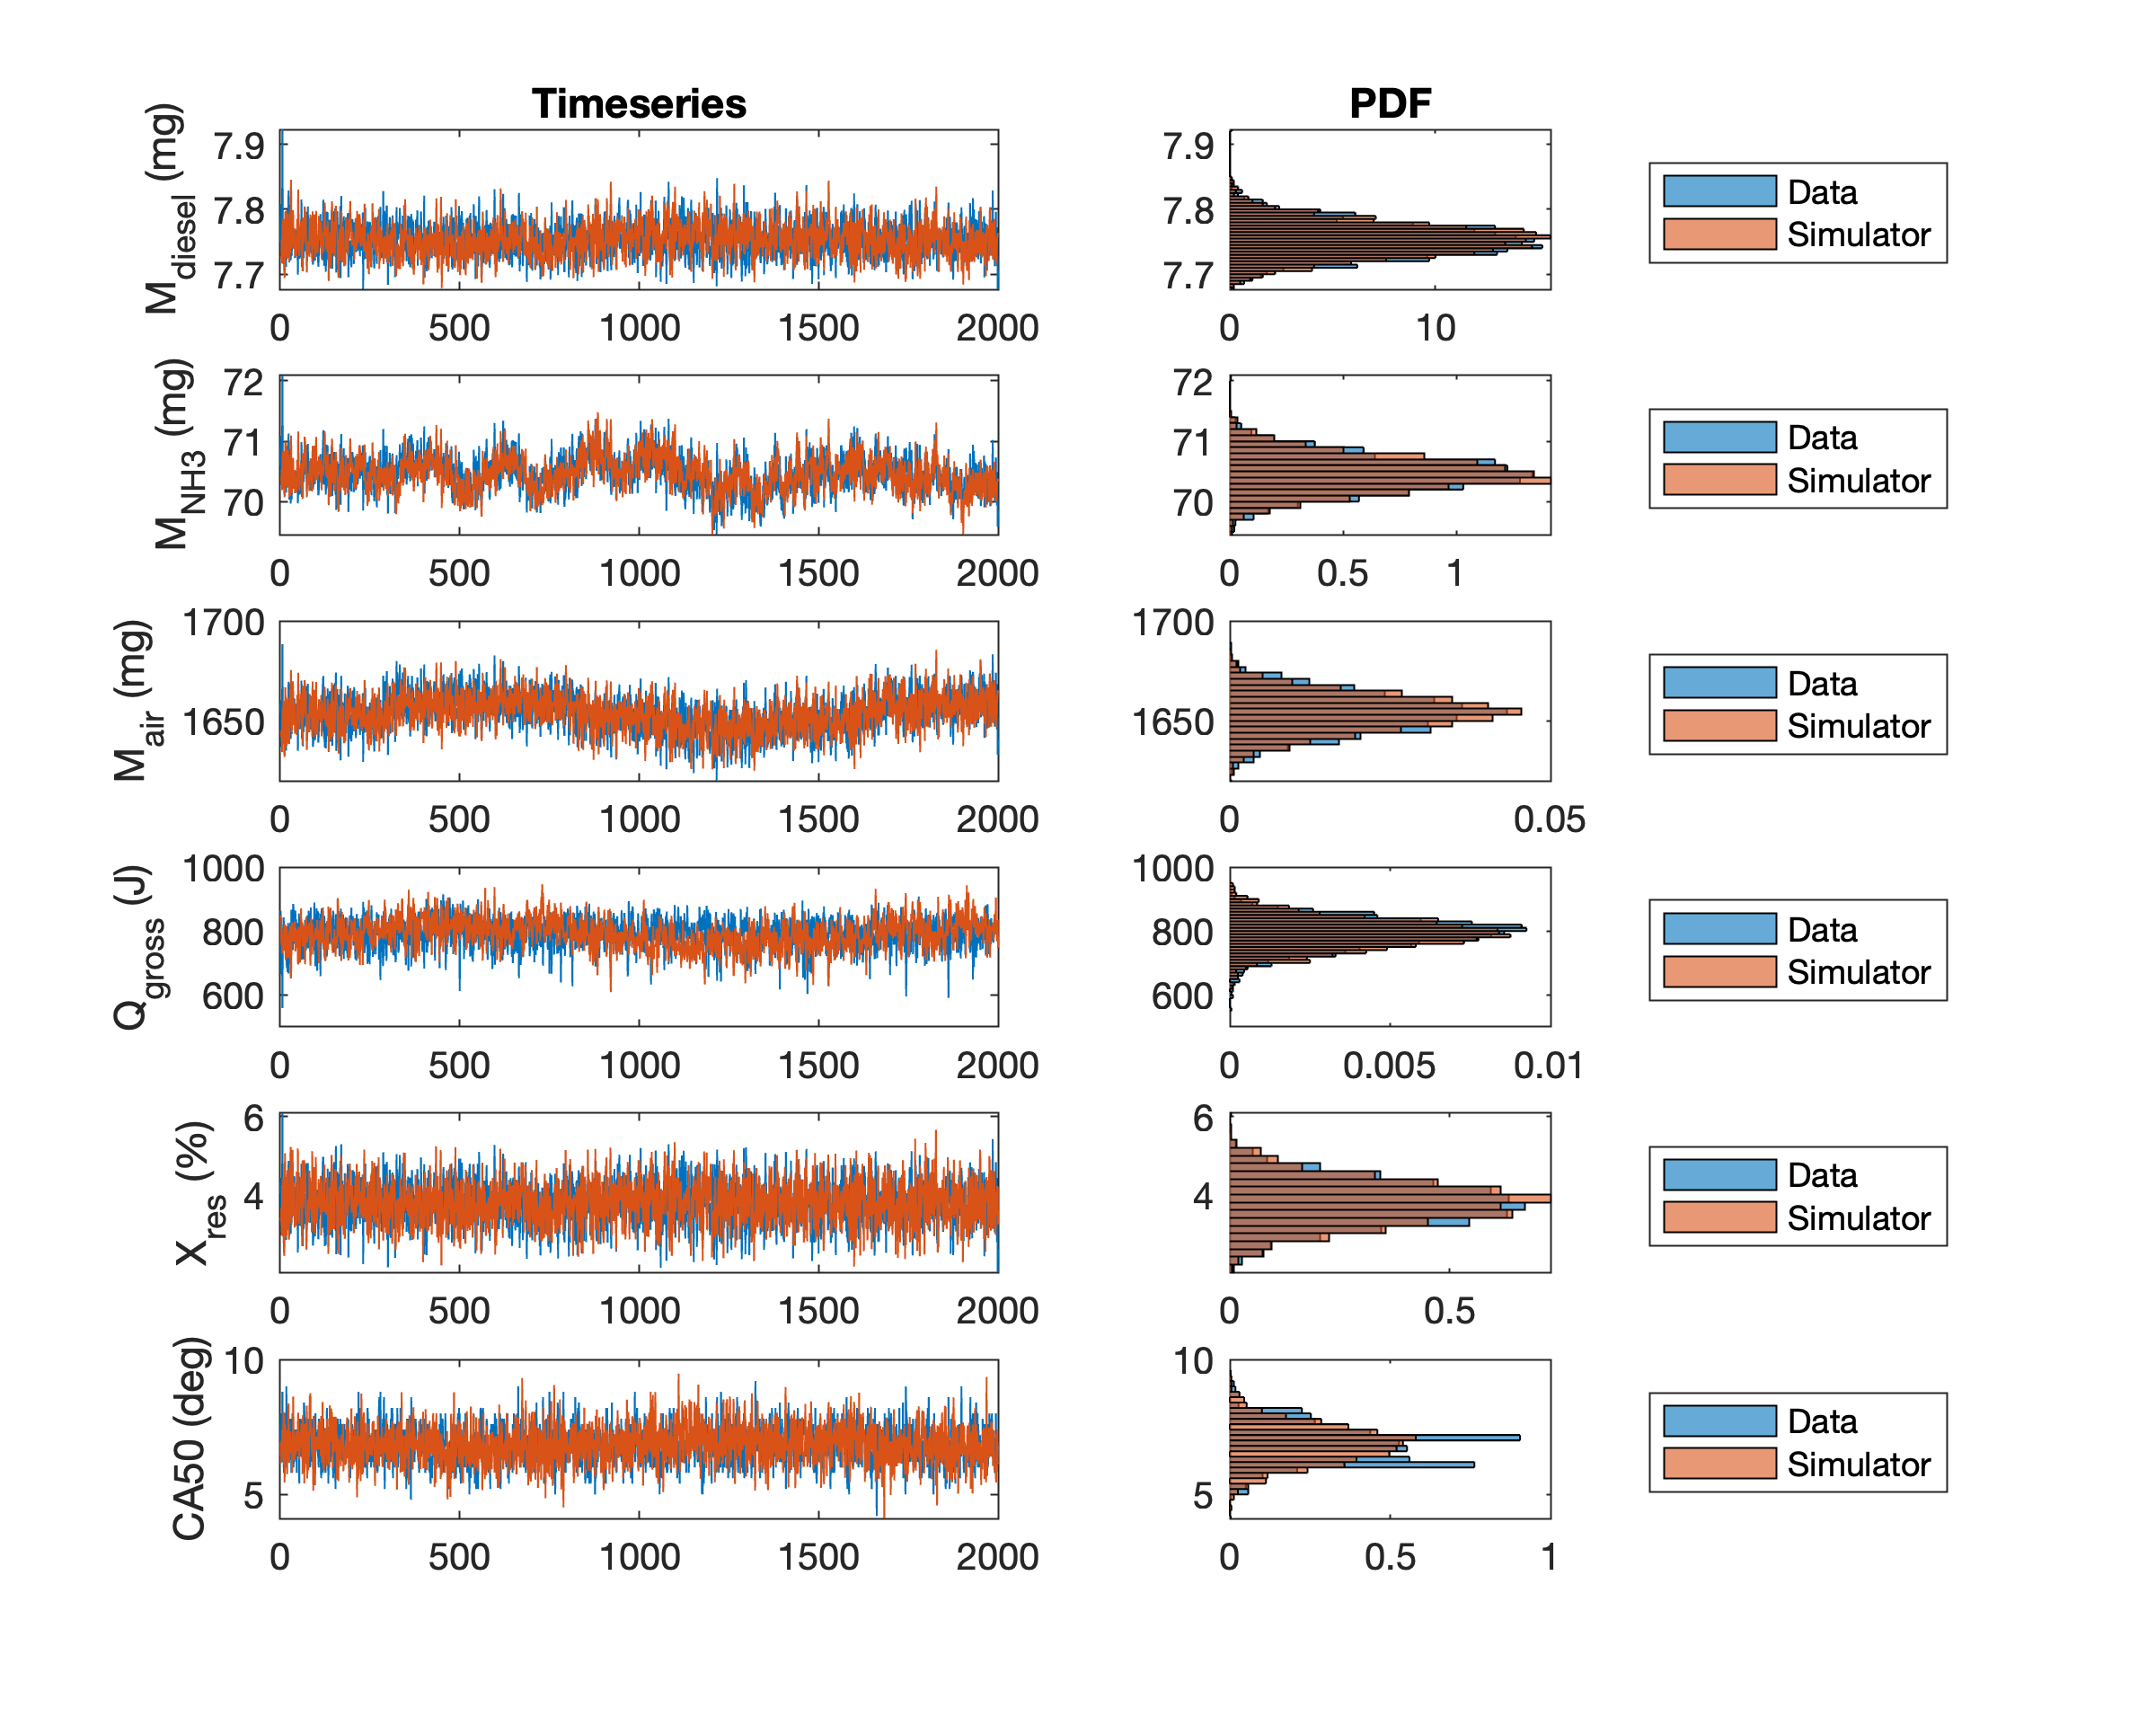 Timeseries PDF
M_diesel (mg) 7.9 7.8 7.7 7.9 7.8 7.7 Data
Simulator
0 500 1000 1500 2000 0 10
M_NH3 (mg) 72 71 70 72 71 70 Data
Simulator
0 500 1000 1500 2000 0 0.5 1
M_air (mg) 1700 1650 1700 1650 Data
Simulator
0 500 1000 1500 2000 0 0.05
Q_gross (J) 1000 800 600 1000 800 600 Data
Simulator
0 500 1000 1500 2000 0 0.005 0.01
X_res (%) 6 4 6 4 Data
Simulator
0 500 1000 1500 2000 0 0.5
CA50 (deg) 10 5 10 5 Data
Simulator
0 500 1000 1500 2000 0 0.5 1